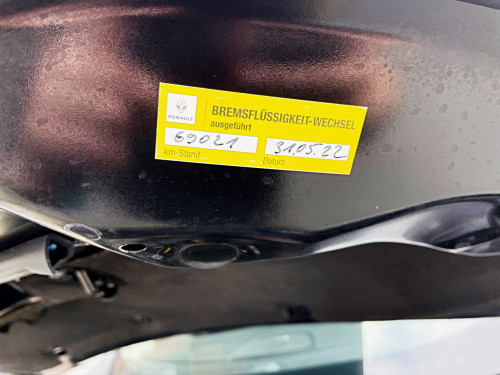 RENAULT
BREMSFLÜSSIGKEIT-WECHSEL
ausgeführt
69021 31.05.22
km-Stand Datum